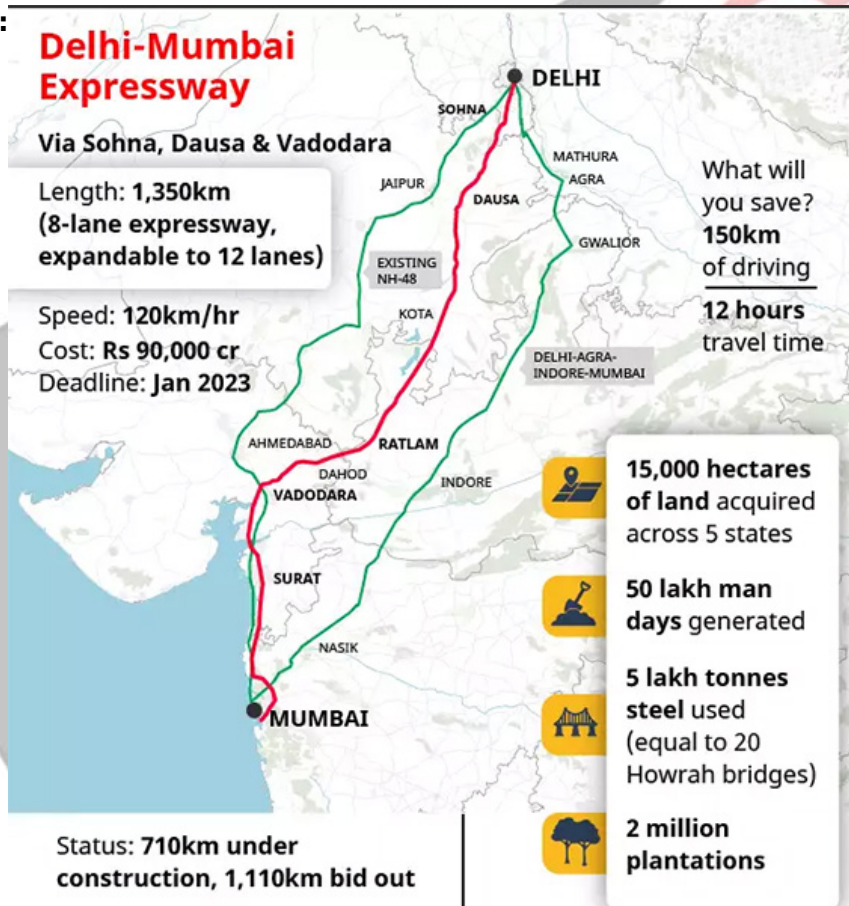 :
Delhi-Mumbai
Expressway
Via Sohna, Dausa & Vadodara
Length: 1,350km
(8-lane expressway,
expandable to 12 lanes)
Speed: 120km/hr
Cost: Rs 90,000 cr
Deadline: Jan 2023
DELHI
SOHNA
MATHURA
AGRA
JAIPUR
DAUSA
GWALIOR
EXISTING
NH-48
KOTA
DELHI-AGRA-
INDORE-MUMBAI
AHMEDABAD
RATLAM
DAHOD
INDORE
VADODARA
SURAT
NASIK
MUMBAI
What will
you save?
150km
of driving
12 hours
travel time
15,000 hectares
of land acquired
across 5 states
50 lakh man
days generated
5 lakh tonnes
steel used
(equal to 20
Howrah bridges)
2 million
plantations
Status: 710km under
construction, 1,110km bid out